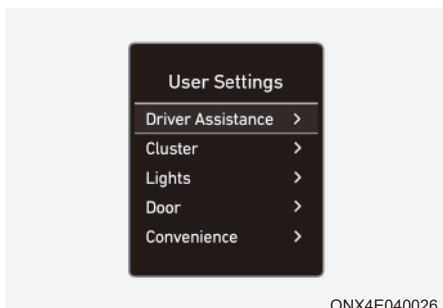 User Settings
Driver Assistance >
Cluster >
Lights >
Door >
Convenience >
ONX4E040026